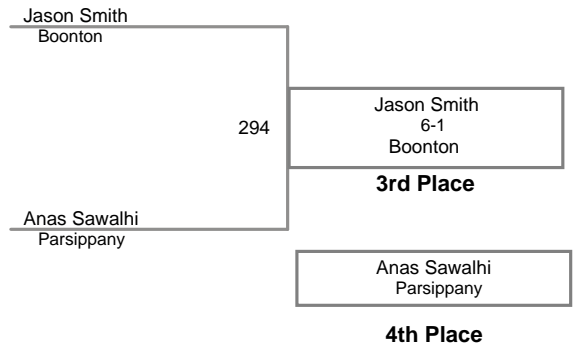 Jason Smith
Boonton
294
Jason Smith
6-1
Boonton
3rd Place
Anas Sawalhi
Parsippany
Anas Sawalhi
Parsippany
4th Place